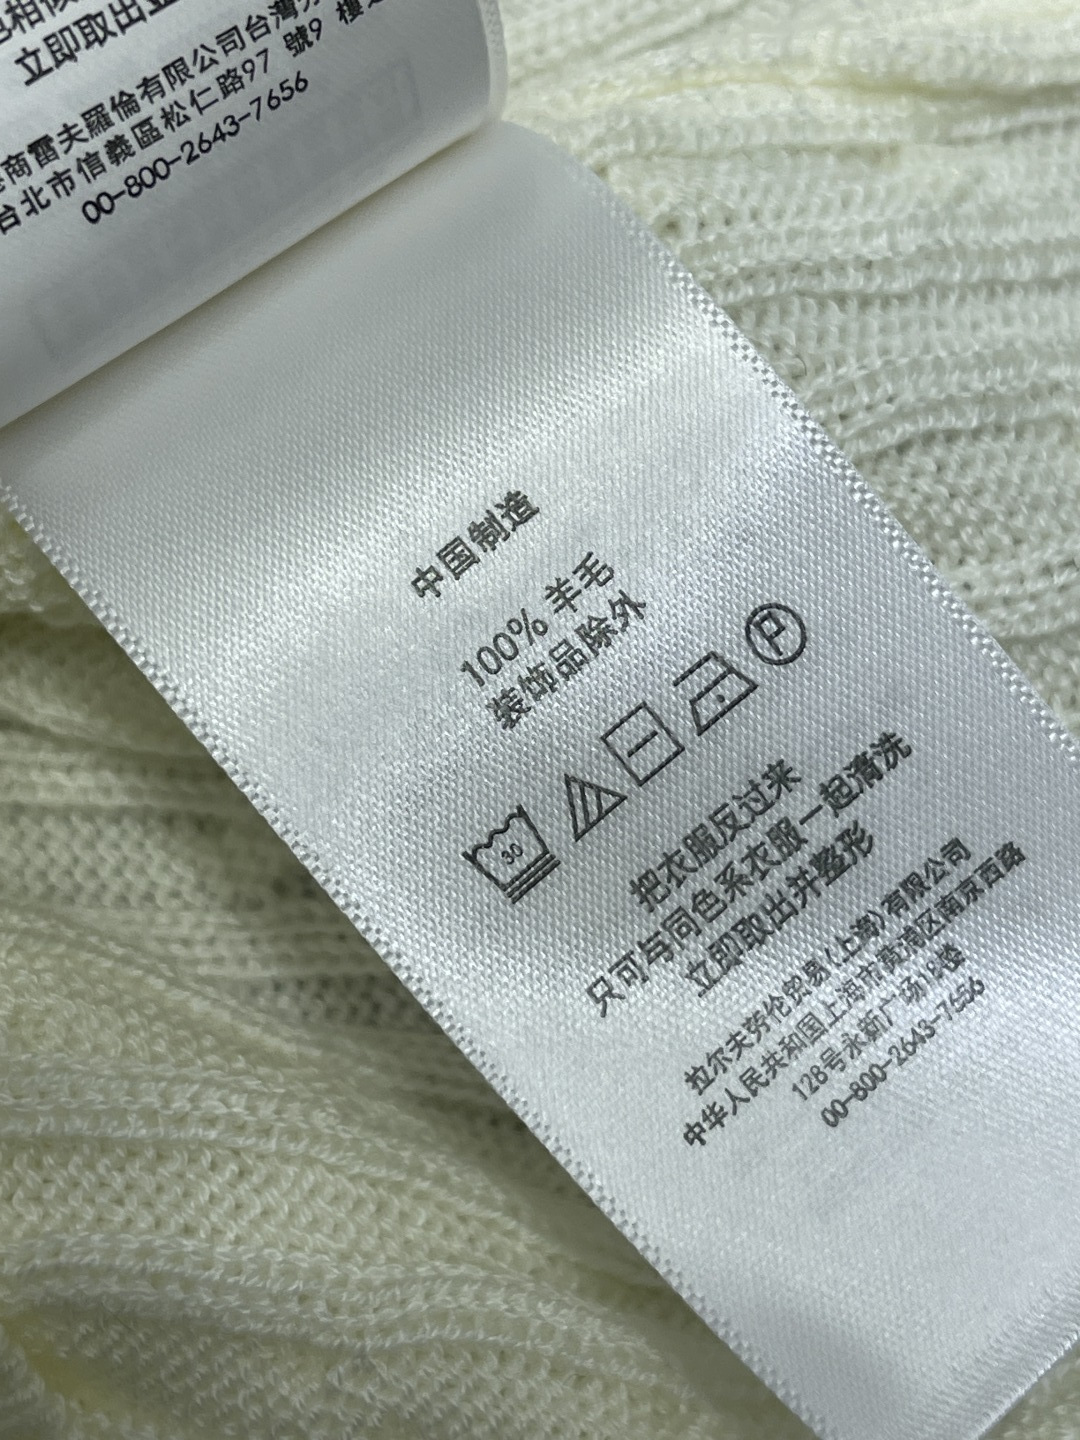 立即取出並
商雷夫羅倫有限公司台灣分
台北市信義區松仁路97 號9 樓之
00-800-2643-7656
中国制造
100% 羊毛
装饰品除外
30
P
把衣服反过来
只可与同色系衣服一起清洗
立即取出并整形
拉尔夫劳伦贸易(上海)有限公司
中华人民共和国上海市黄浦区南京西路
128号永新广场18楼
00-800-2643-7656